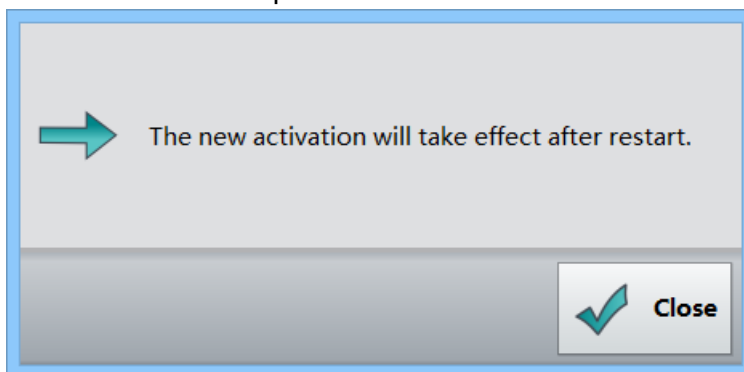 The new activation will take effect after restart.
Close